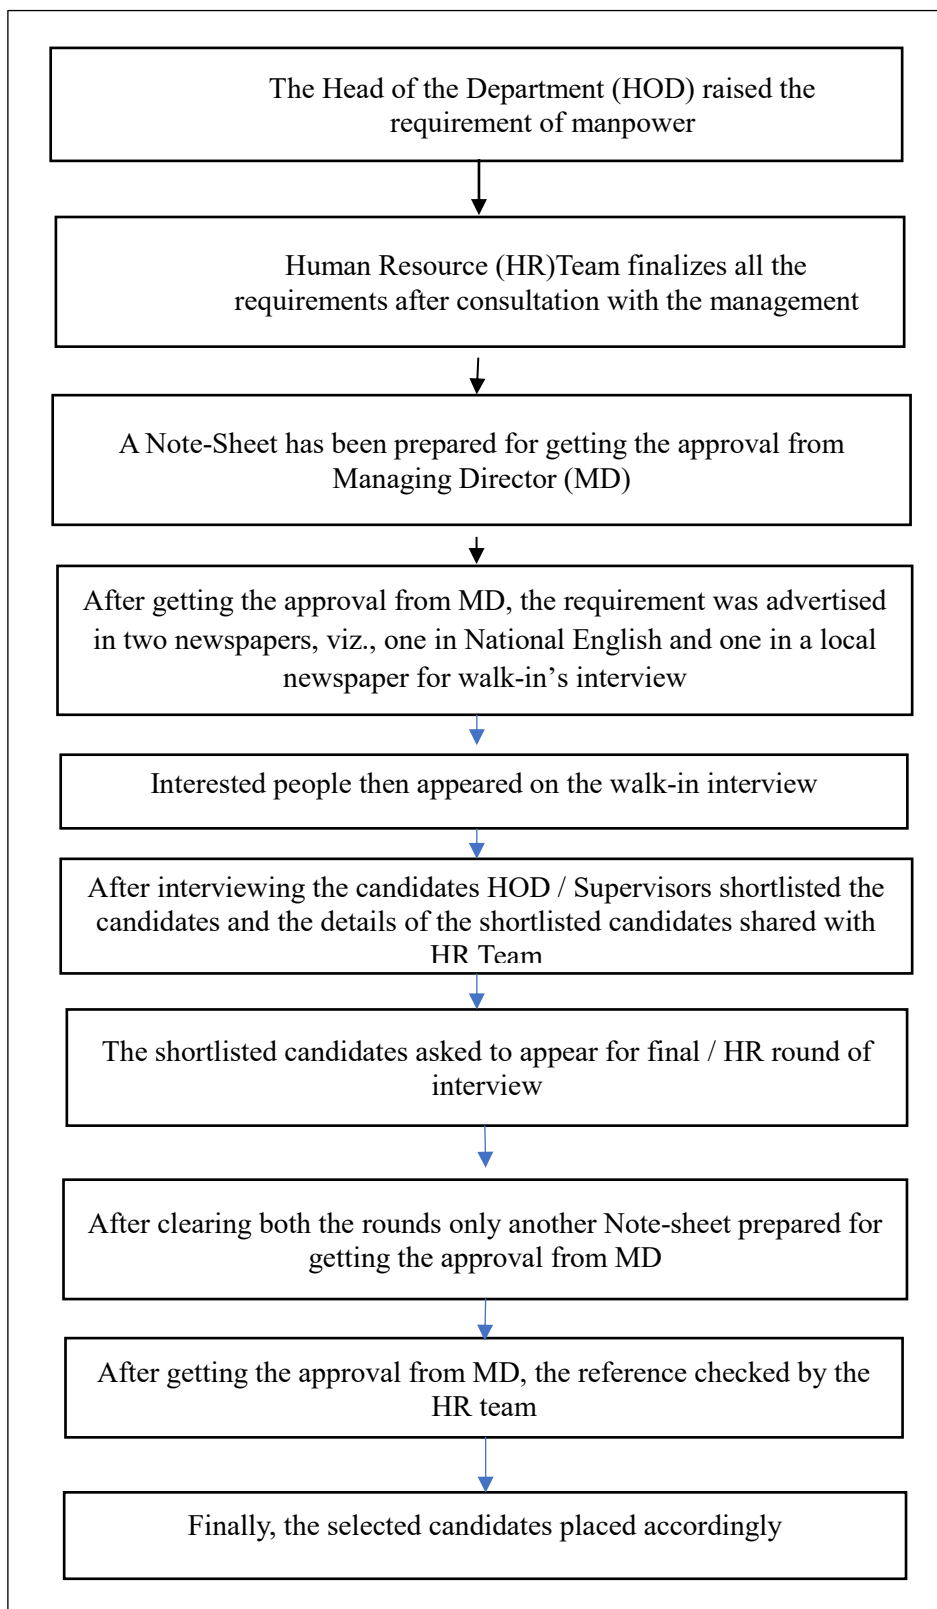 The Head of the Department (HOD) raised the
requirement of manpower
Human Resource (HR)Team finalizes all the
requirements after consultation with the management
A Note-Sheet has been prepared for getting the approval from
Managing Director (MD)
After getting the approval from MD, the requirement was advertised
in two newspapers, viz., one in National English and one in a local
newspaper for walk-in’s interview
Interested people then appeared on the walk-in interview
After interviewing the candidates HOD / Supervisors shortlisted the
candidates and the details of the shortlisted candidates shared with
HR Team
The shortlisted candidates asked to appear for final / HR round of
interview
After clearing both the rounds only another Note-sheet prepared for
getting the approval from MD
After getting the approval from MD, the reference checked by the
HR team
Finally, the selected candidates placed accordingly